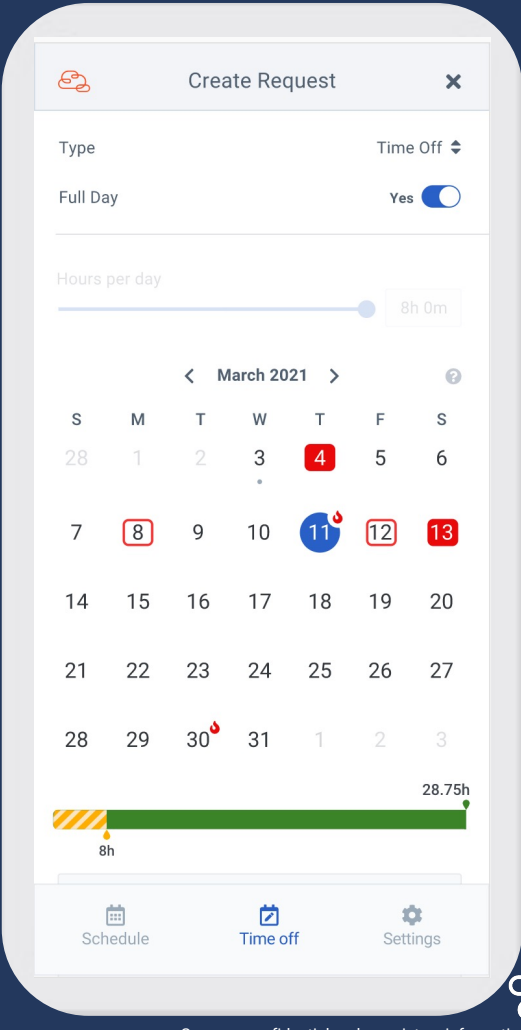 Create Request
Type Time Off
Full Day Yes
Hours per day
8h 0m
March 2021
S M T W T F S
28 1 2 3 4 5 6
7 8 9 10 11 12 13
14 15 16 17 18 19 20
21 22 23 24 25 26 27
28 29 30 31 1 2 3
28.75h
8h
Schedule Time off Settings